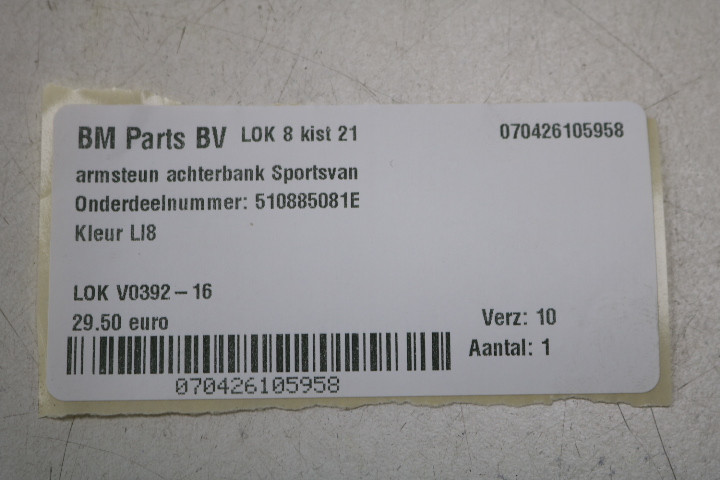 BM Parts BV LOK 8 kist 21 070426105958
armsteun achterbank Sportsvan
Onderdeelnummer: 510885081E
Kleur LI8
LOK V0392 – 16
29.50 euro
Verz: 10
Aantal: 1
070426105958